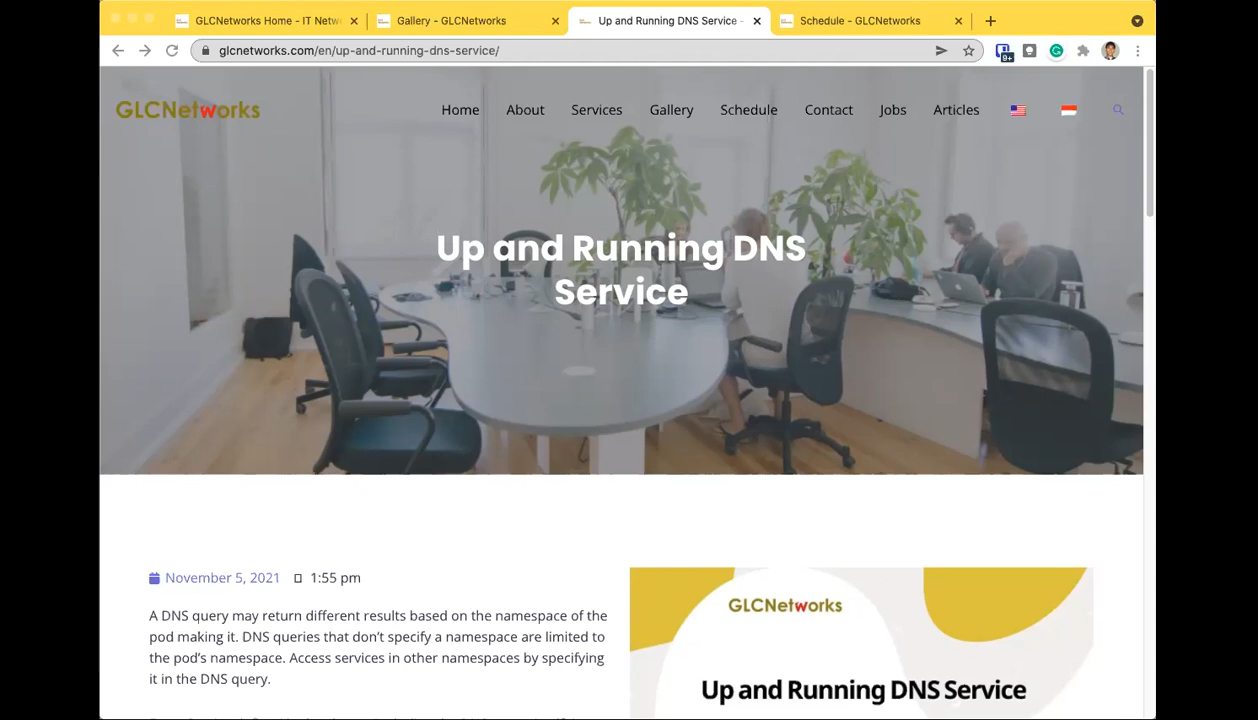 GLCNetworks Home - IT Netw
Gallery - GLCNetworks
Up and Running DNS Service -
Schedule - GLCNetworks
glcnetworks.com/en/up-and-running-dns-service/
9+
GLCNetworks
Home
About
Services
Gallery
Schedule
Contact
Jobs
Articles
Up and Running DNS
Service
November 5, 2021
1:55 pm
A DNS query may return different results based on the namespace of the
pod making it. DNS queries that don't specify a namespace are limited to
the pod's namespace. Access services in other namespaces by specifying
it in the DNS query.
GLCNetworks
Up and Running DNS Service